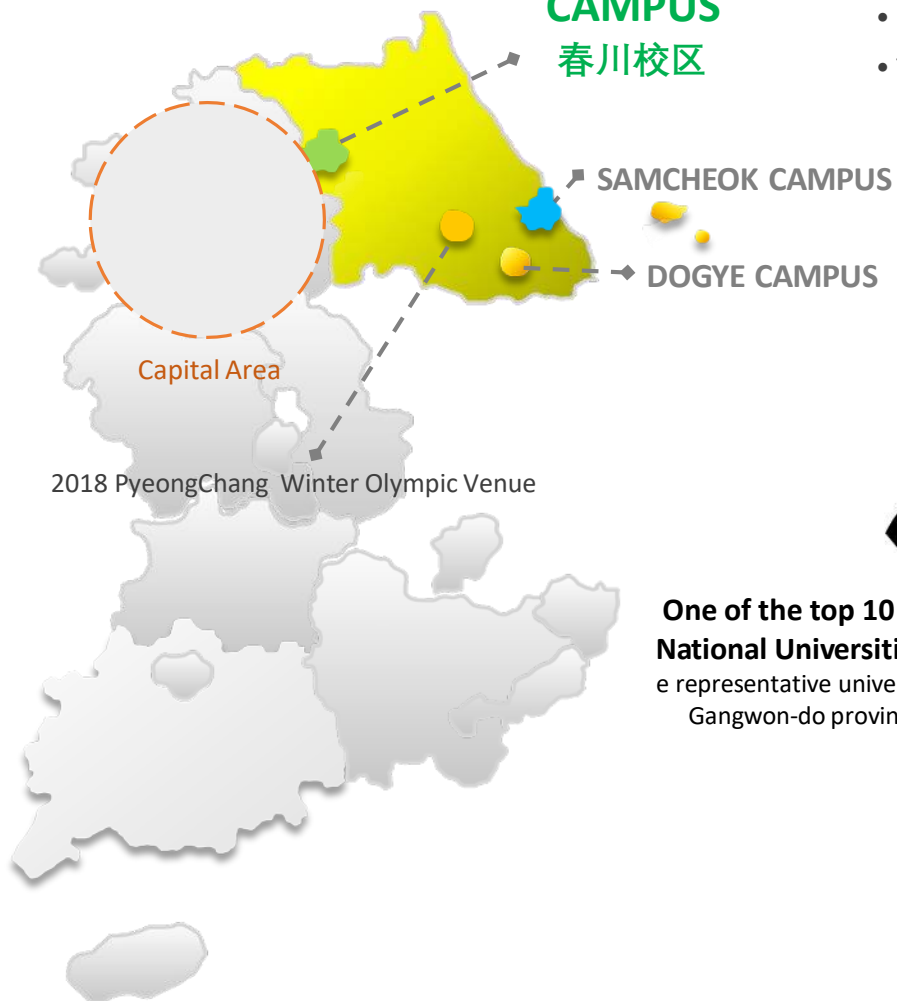 CAMPUS
春川校区
SAMCHEOK CAMPUS
DOGYE CAMPUS
Capital Area
2018 PyeongChang Winter Olympic Venue
One of the top 10
National Universiti
e representative unive
Gangwon-do provin